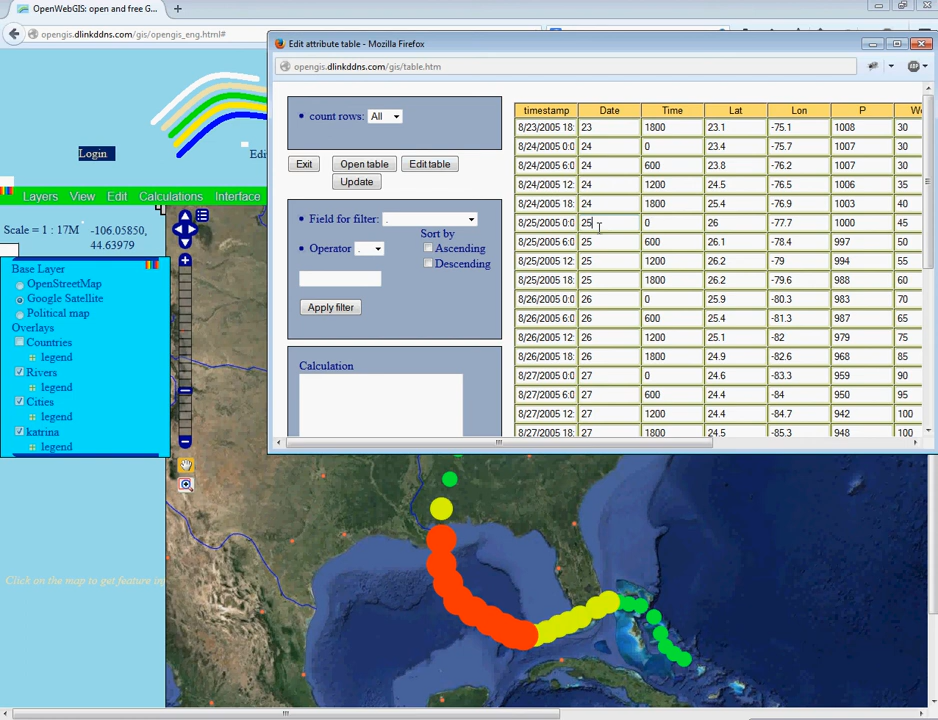 OpenWebGIS: open and free G...
opengis.dlinkddns.com/gis/opengis_eng.html#
Login
Edi
Layers View Edit Calculations Interface
Scale = 1 : 17M
-106.05850,
44.63979
Base Layer
OpenStreetMap
Google Satellite
Political map
Overlays
Countries
legend
Rivers
legend
Cities
legend
katrina
legend
Click on the map to get feature in
Edit attribute table - Mozilla Firefox
opengis.dlinkddns.com/gis/table.htm
count rows: All
Exit Open table Edit table
Update
Field for filter: .
Operator .
Sort by
Ascending
Descending
Apply filter
Calculation
timestamp Date Time Lat Lon P
8/23/2005 18: 23 1800 23.1 -75.1 1008 30
8/24/2005 0:0 24 0 23.4 -75.7 1007 30
8/24/2005 6:0 24 600 23.8 -76.2 1007 30
8/24/2005 12: 24 1200 24.5 -76.5 1006 35
8/24/2005 18: 24 1800 25.4 -76.9 1003 40
8/25/2005 0:0 25 0 26 -77.7 1000 45
8/25/2005 6:0 25 600 26.1 -78.4 997 50
8/25/2005 12: 25 1200 26.2 -79 994 55
8/25/2005 18: 25 1800 26.2 -79.6 988 60
8/26/2005 0:0 26 0 25.9 -80.3 983 70
8/26/2005 6:0 26 600 25.4 -81.3 987 65
8/26/2005 12: 26 1200 25.1 -82 979 75
8/26/2005 18: 26 1800 24.9 -82.6 968 85
8/27/2005 0:0 27 0 24.6 -83.3 959 90
8/27/2005 6:0 27 600 24.4 -84 950 95
8/27/2005 12: 27 1200 24.4 -84.7 942 100
8/27/2005 18: 27 1800 24.5 -85.3 948 100